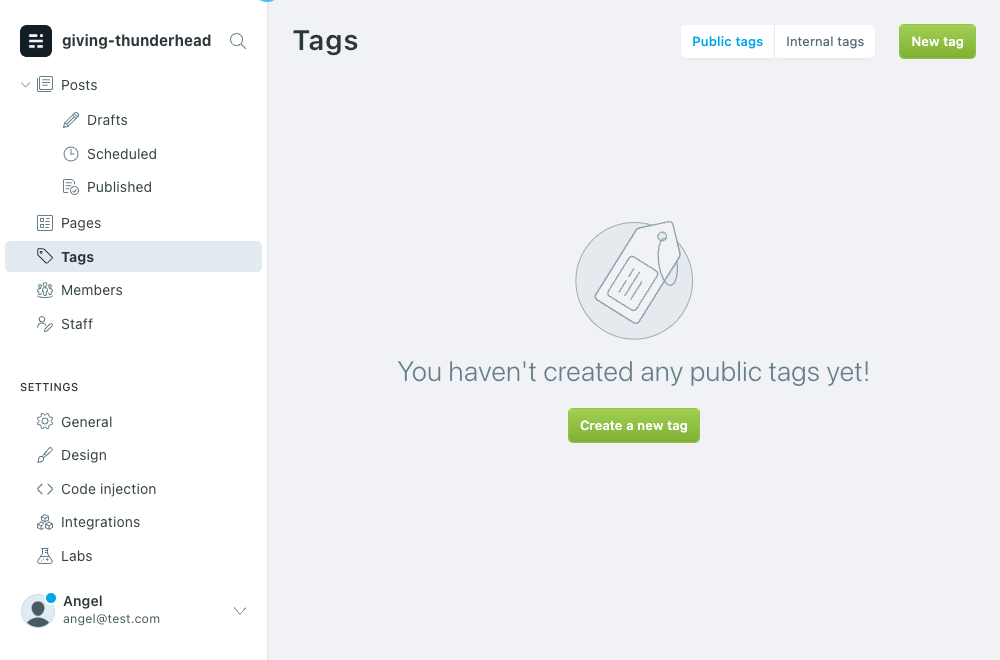 giving-thunderhead
Posts
Drafts
Scheduled
Published
Pages
Tags
Members
Staff
SETTINGS
General
Design
Code injection
Integrations
Labs
Angel
angel@test.com
Tags
Public tags
Internal tags
New tag
You haven't created any public tags yet!
Create a new tag